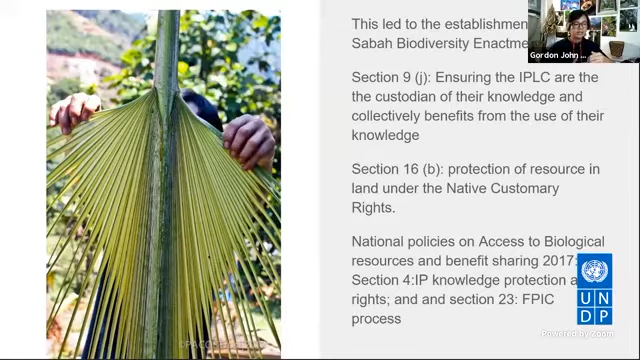 This led to the
Sabah Biodiversity
Section 9 (j): Ensuring the IPLC are the
the custodian of their knowledge and
collectively benefits from the use of their
knowledge
Section 16 (b): protection of resource in
land under the Native Customary
Rights.
National policies on Access to Biological
resources and benefit sharing 2017:
Section 4:IP knowledge protection
rights; and and section 23: FPIC
process
Gordon John
U N
D P
Powered by Zoom